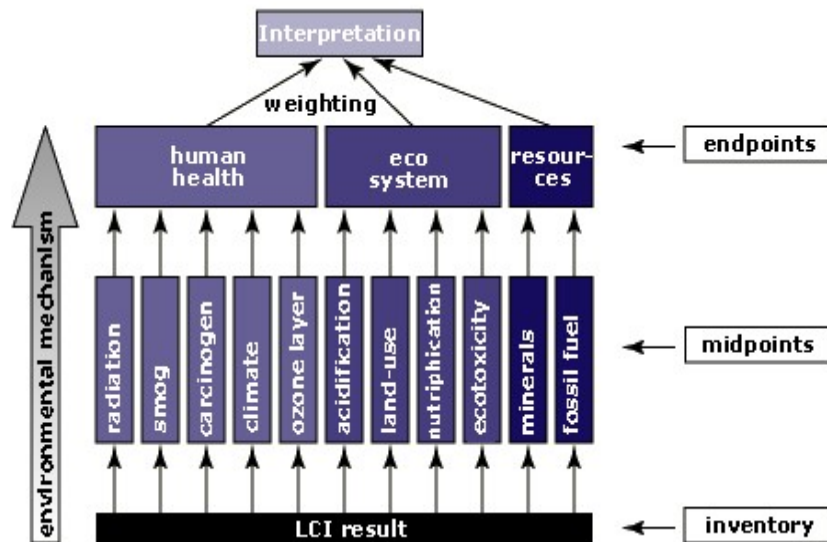 Interpretation
weighting
human
health
eco
system
resour-
ces
endpoints
environmental mechanism
radiation
smog
carcinogen
climate
ozone layer
acidification
land-use
nutriphication
ecotoxicity
minerals
fossil fuel
midpoints
LCI result
inventory